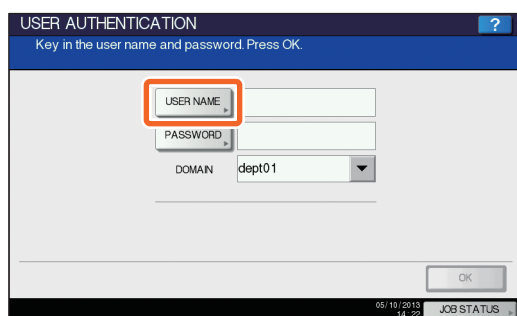 USER AUTHENTICATION
?
Key in the user name and password. Press OK.
USER NAME
PASSWORD
DOMAIN dept01
OK
05/10/2013
14 : 22
JOB STATUS